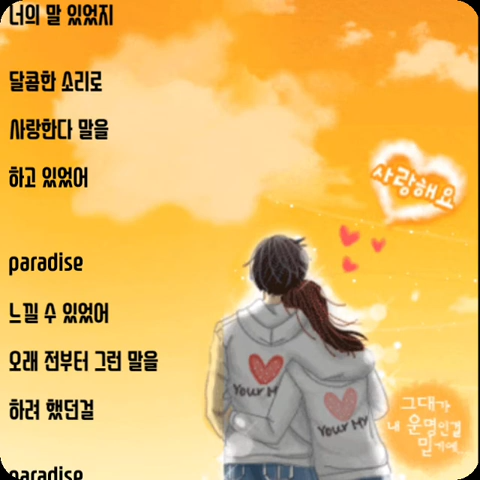 너의 말 있었지
달콤한 소리로
사랑한다 말을
하고 있었어
paradise
느낄 수 있었어
오래 전부터 그런 말을
하려 했던걸
paradise
사랑해요
Your My
Your My
그대가
내 운명인걸
믿기에..